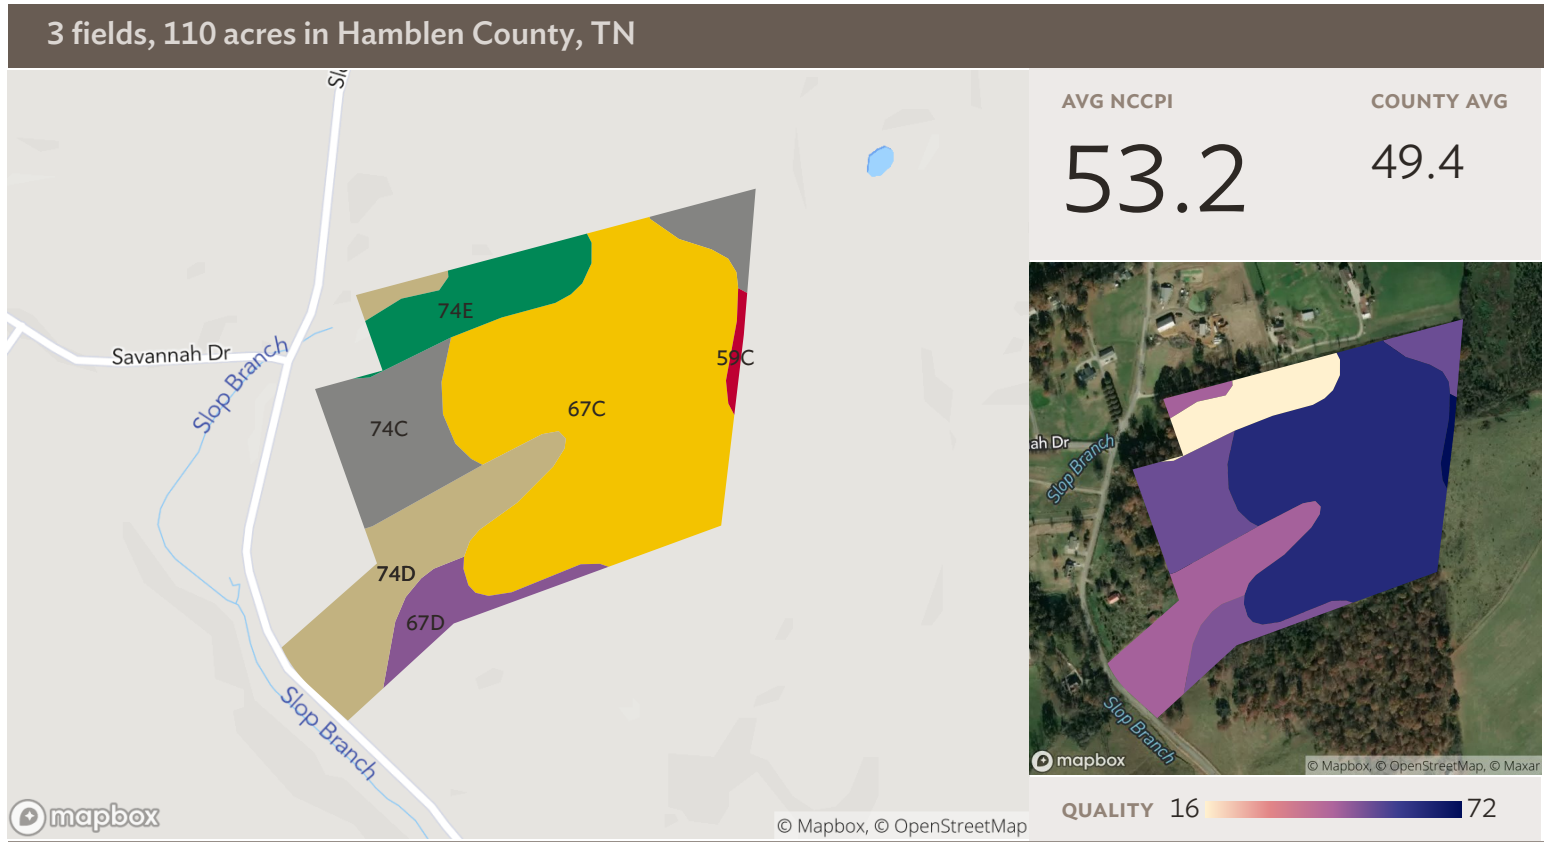 3 fields, 110 acres in Hamblen County, TN
AVG NCCPI
COUNTY AVG
53.2
49.4
Savannah Dr
Slop Branch
74E
59C
67C
74C
74D
67D
Slop Branch
mapbox
© Mapbox, © OpenStreetMap
ah Dr
Slop Branch
Slop Branch
mapbox
© Mapbox, © OpenStreetMap, © Maxar
QUALITY 16 72